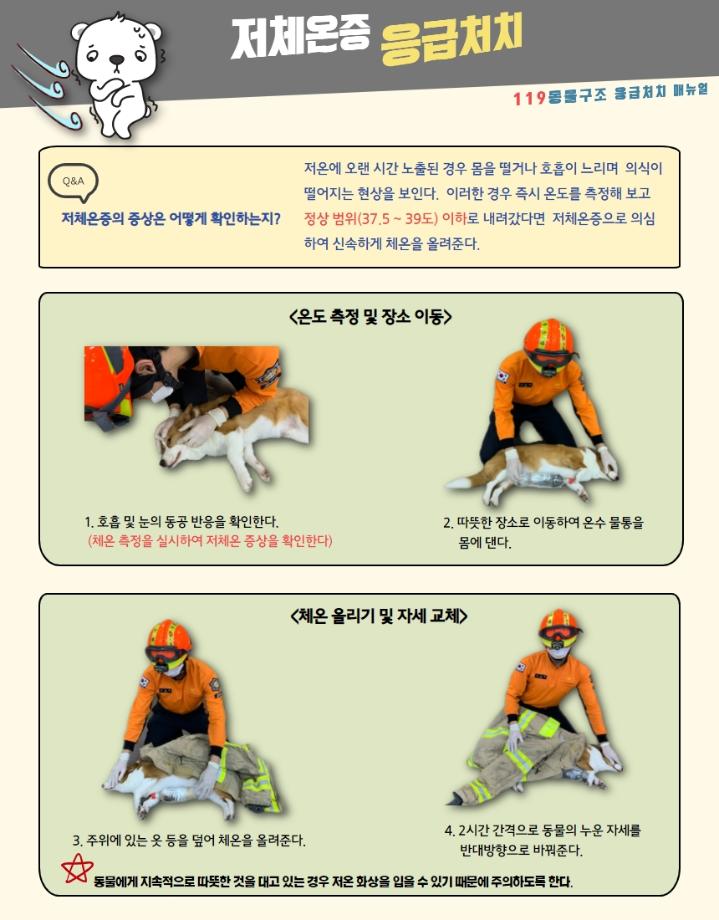 저체온증 응급처치
119동물구조 응급처치 매뉴얼
Q&A
저체온증의 증상은 어떻게 확인하는지?
저온에 오랜 시간 노출된 경우 몸을 떨거나 호흡이 느리며 의식이
떨어지는 현상을 보인다. 이러한 경우 즉시 온도를 측정해 보고
정상 범위(37.5 ~ 39도) 이하로 내려갔다면 저체온증으로 의심
하여 신속하게 체온을 올려준다.
<온도 측정 및 장소 이동>
1. 호흡 및 눈의 동공 반응을 확인한다.
(체온 측정을 실시하여 저체온 증상을 확인한다)
2. 따뜻한 장소로 이동하여 온수 물통을
몸에 댄다.
<체온 올리기 및 자세 교체>
3. 주위에 있는 옷 등을 덮어 체온을 올려준다.
4. 2시간 간격으로 동물의 누운 자세를
반대방향으로 바꿔준다.
동물에게 지속적으로 따뜻한 것을 대고 있는 경우 저온 화상을 입을 수 있기 때문에 주의하도록 한다.